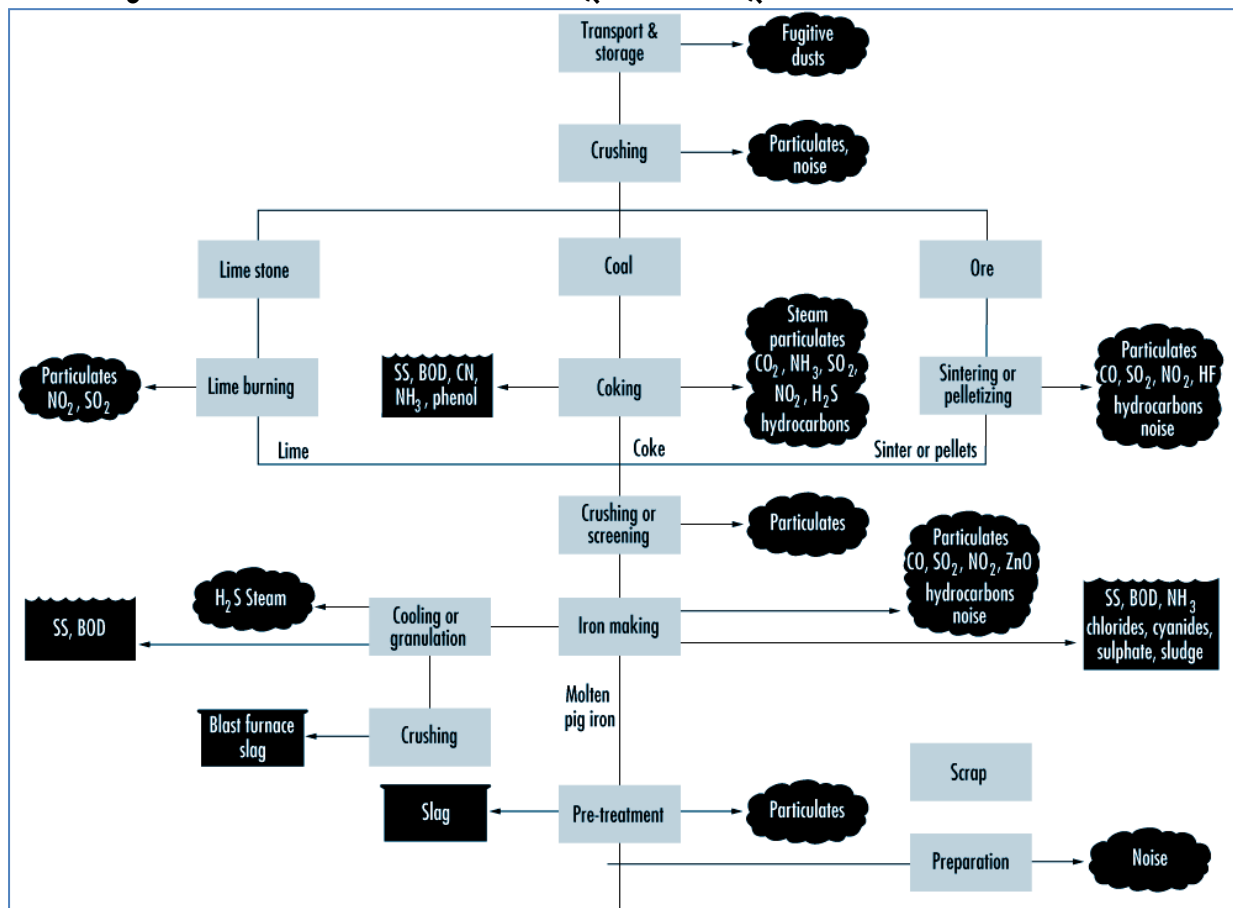 Transport &
storage
Fugitive
dusts
Crushing
Particulates,
noise
Lime stone
Coal
Ore
Particulates
NO₂, SO₂
Lime burning
SS, BOD, CN,
NH₃, phenol
Coking
Steam
particulates
CO₂, NH₃, SO₂,
NO₂, H₂S
hydrocarbons
Sintering or
pelletizing
Particulates
CO, SO₂, NO₂, HF
hydrocarbons
noise
Lime
Coke
Sinter or pellets
Crushing or
screening
Particulates
Particulates
CO, SO₂, NO₂, ZnO
hydrocarbons
noise
SS, BOD
H₂S Steam
Cooling or
granulation
Iron making
SS, BOD, NH₃
chlorides, cyanides,
sulphate, sludge
Molten
pig iron
Blast furnace
slag
Crushing
Slag
Pre-treatment
Particulates
Scrap
Preparation
Noise